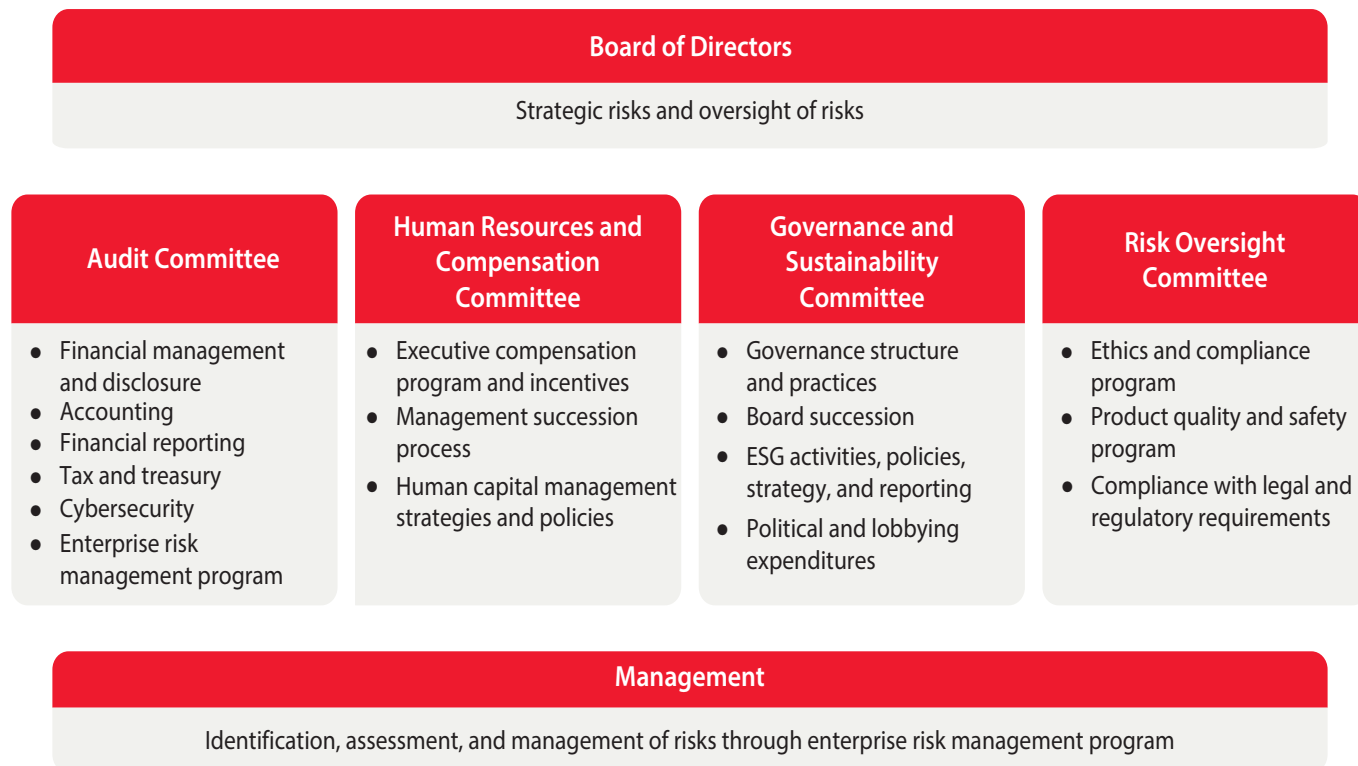 Board of Directors
Strategic risks and oversight of risks
Audit Committee
● Financial management
and disclosure
● Accounting
● Financial reporting
● Tax and treasury
● Cybersecurity
● Enterprise risk
management program
Human Resources and
Compensation
Committee
● Executive compensation
program and incentives
● Management succession
process
● Human capital management
strategies and policies
Governance and
Sustainability
Committee
● Governance structure
and practices
● Board succession
● ESG activities, policies,
strategy, and reporting
● Political and lobbying
expenditures
Risk Oversight
Committee
● Ethics and compliance
program
● Product quality and safety
program
● Compliance with legal and
regulatory requirements
Management
Identification, assessment, and management of risks through enterprise risk management program